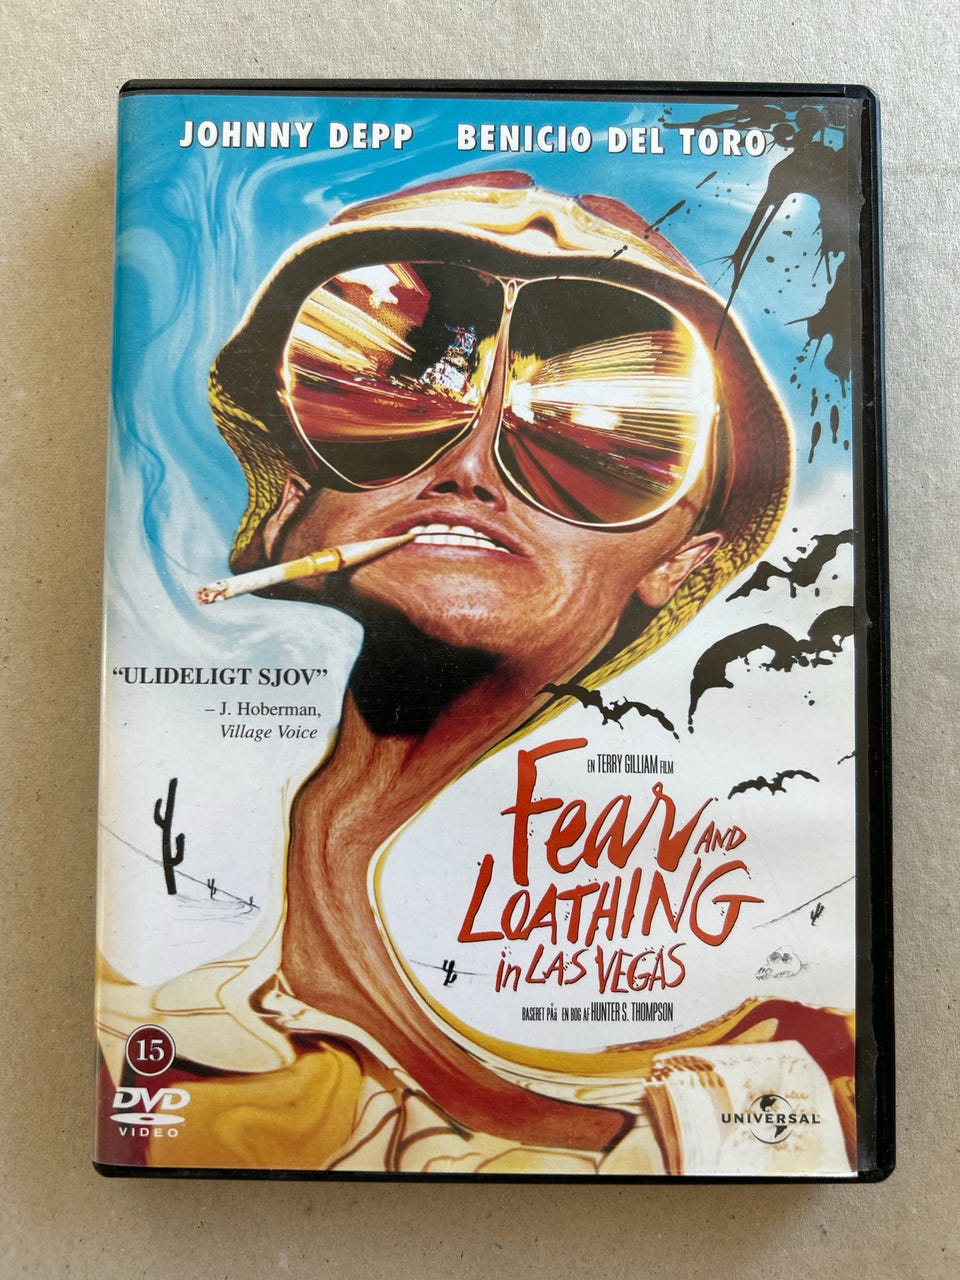 JOHNNY DEPP BENICIO DEL TORO
“ULIDELIGT SJOV”
– J. Hoberman,
Village Voice
EN TERRY GILLIAM FILM
Fear AND
LOATHING
in LAS VEGAS
BASERET PÅå EN BOG AF HUNTER S. THOMPSON
15
DVD
VIDEO
UNIVERSAL